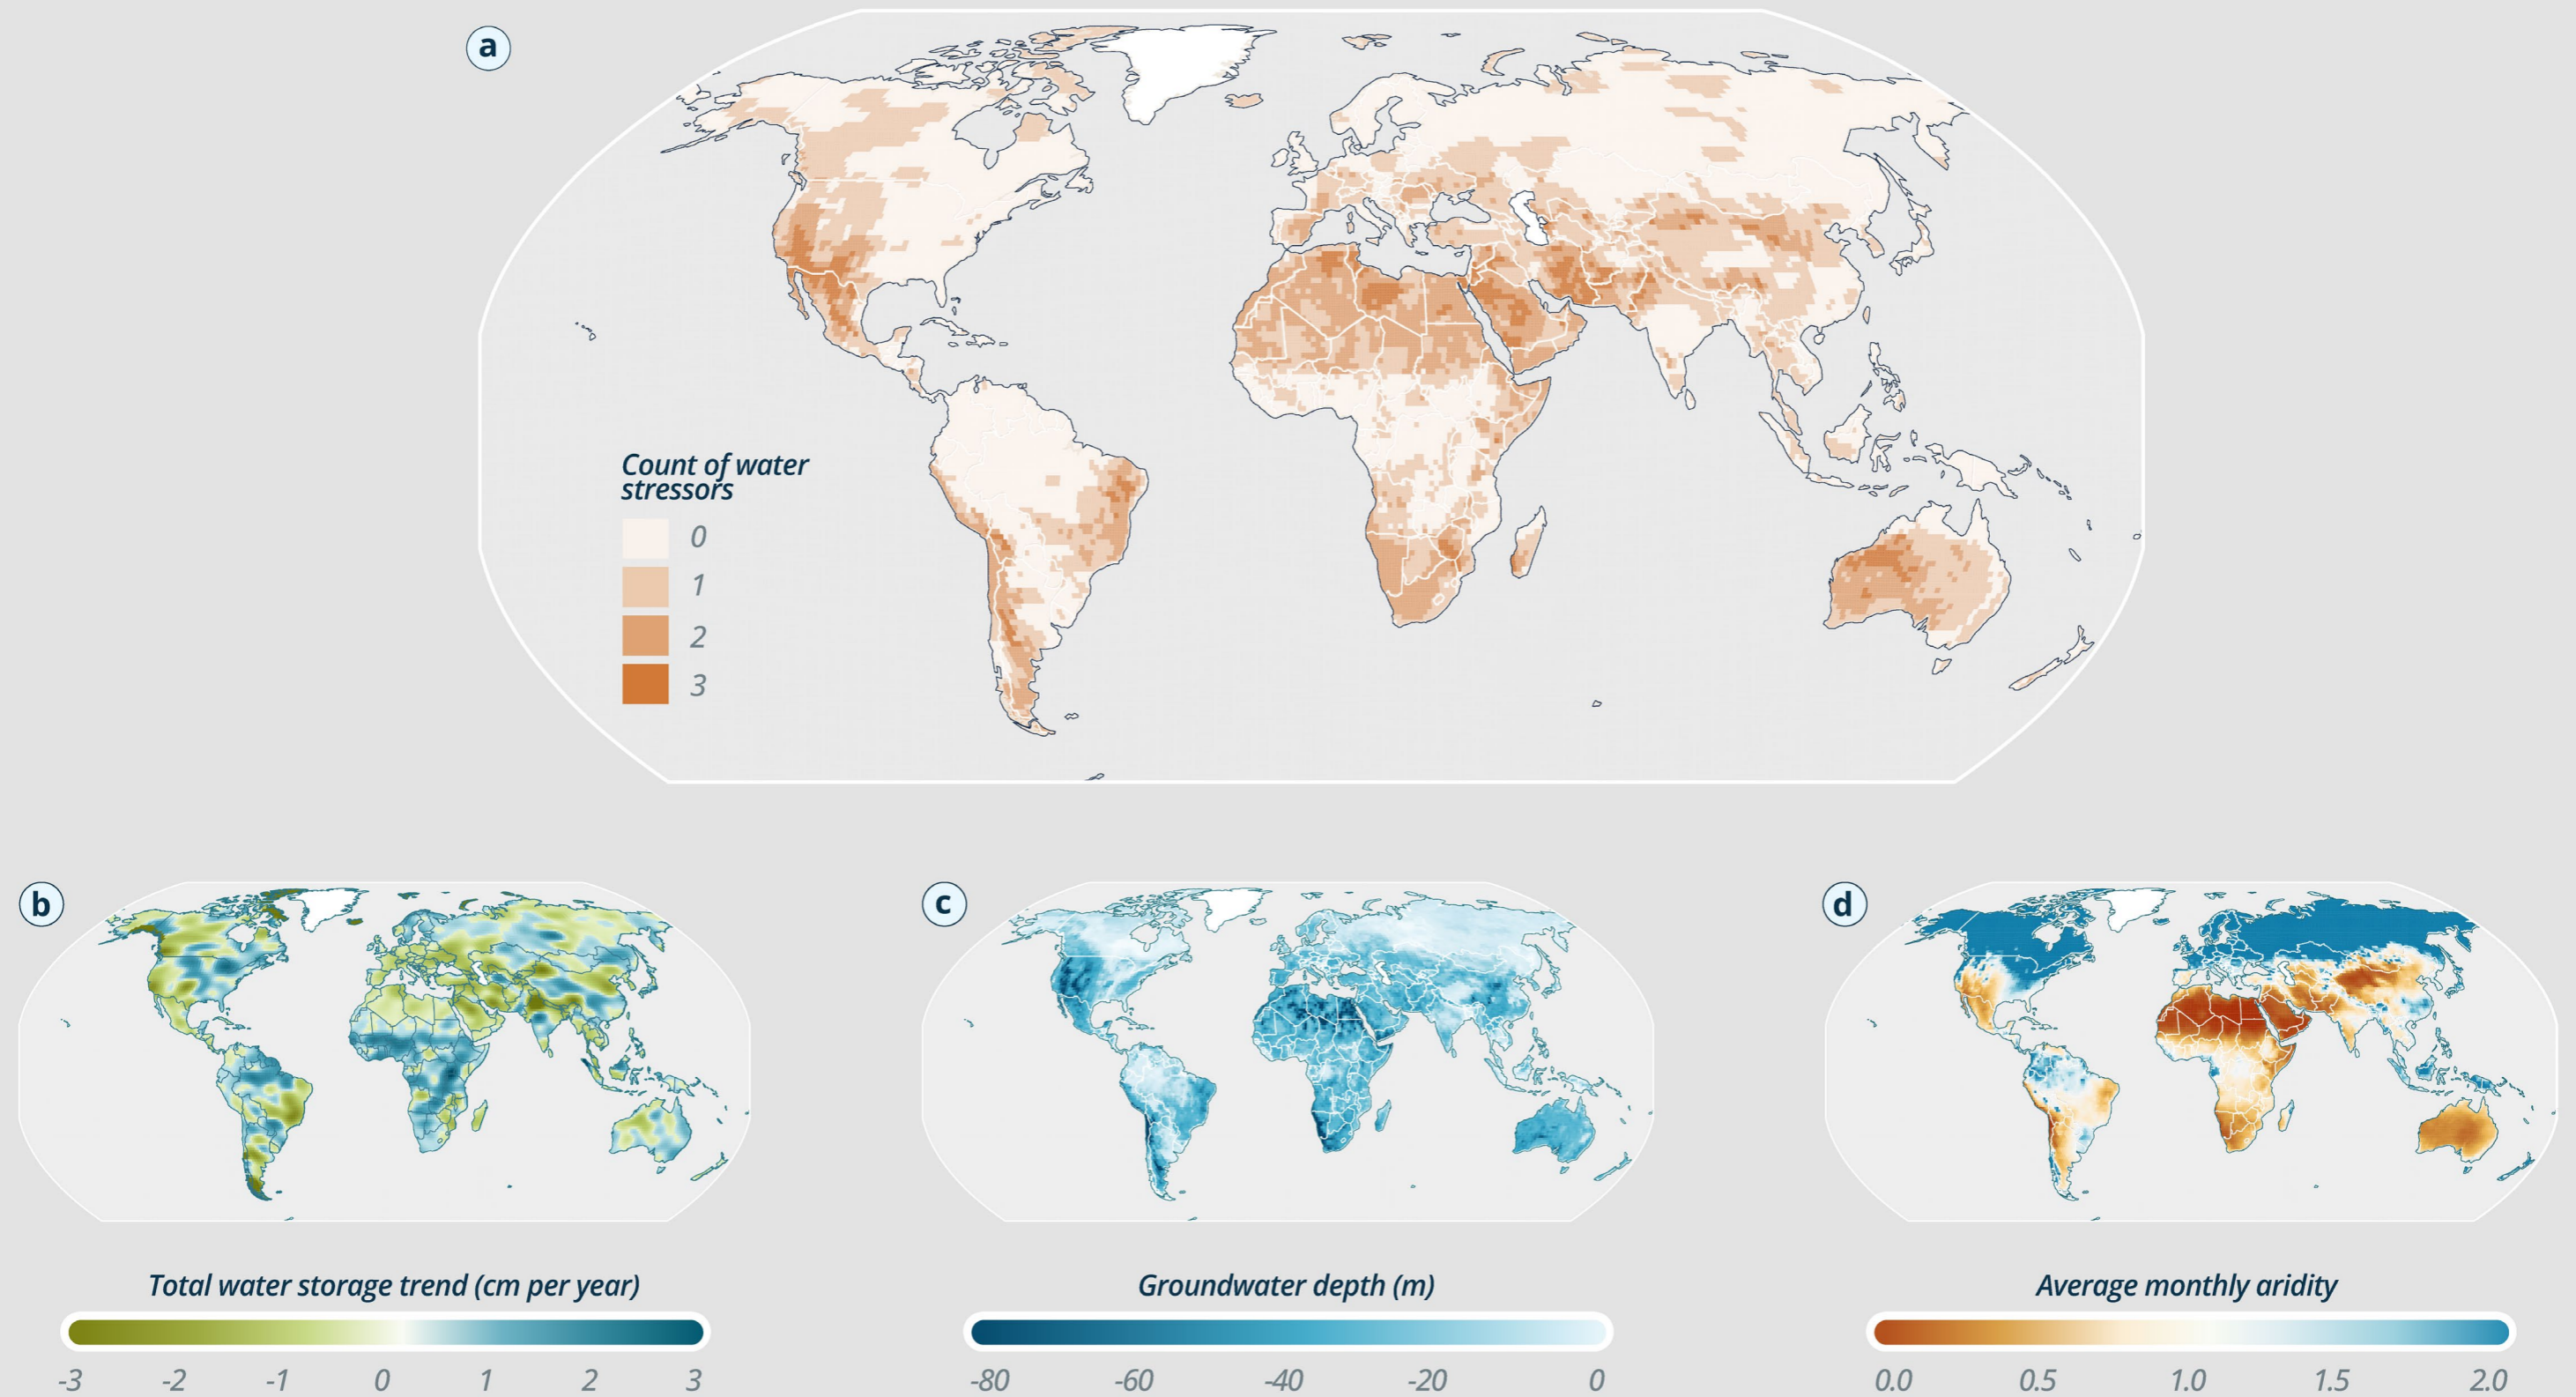 a
Count of water
stressors
0
1
2
3
b
c
d
Total water storage trend (cm per year)
-3 -2 -1 0 1 2 3
Groundwater depth (m)
-80 -60 -40 -20 0
Average monthly aridity
0.0 0.5 1.0 1.5 2.0